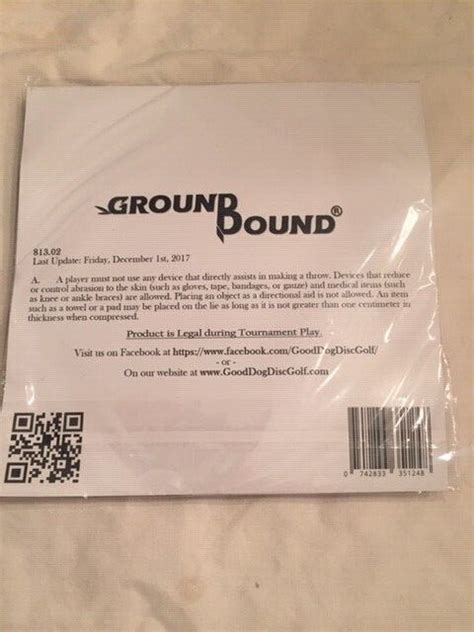 GROUND BOUND®
813.02
Last Update: Friday, December 1st, 2017
A. A player must not use any device that directly assists in making a throw. Devices that reduce
or control abrasion to the skin (such as gloves, tape, bandages, or gauze) and medical items (such
as knee or ankle braces) are allowed. Placing an object as a directional aid is not allowed. An item
such as a towel or a pad may be placed on the lie as long as it is not greater than one centimeter in
thickness when compressed.
Product is Legal during Tournament Play.
Visit us on Facebook at https://www.facebook.com/GoodDogDiscGolf/
- or -
On our website at www.GoodDogDiscGolf.com
0 742833 351248